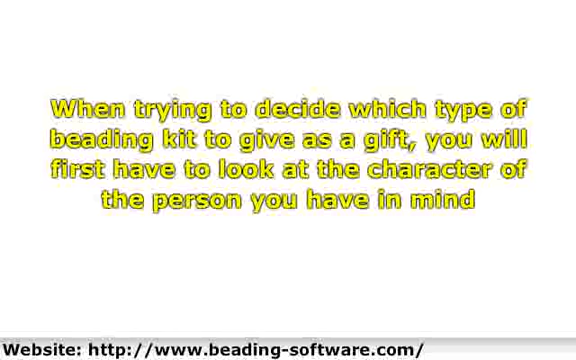 When trying to decide which type of
beading kit to give as a gift, you will
first have to look at the character of
the person you have in mind
Website: http://www.beading-software.com/